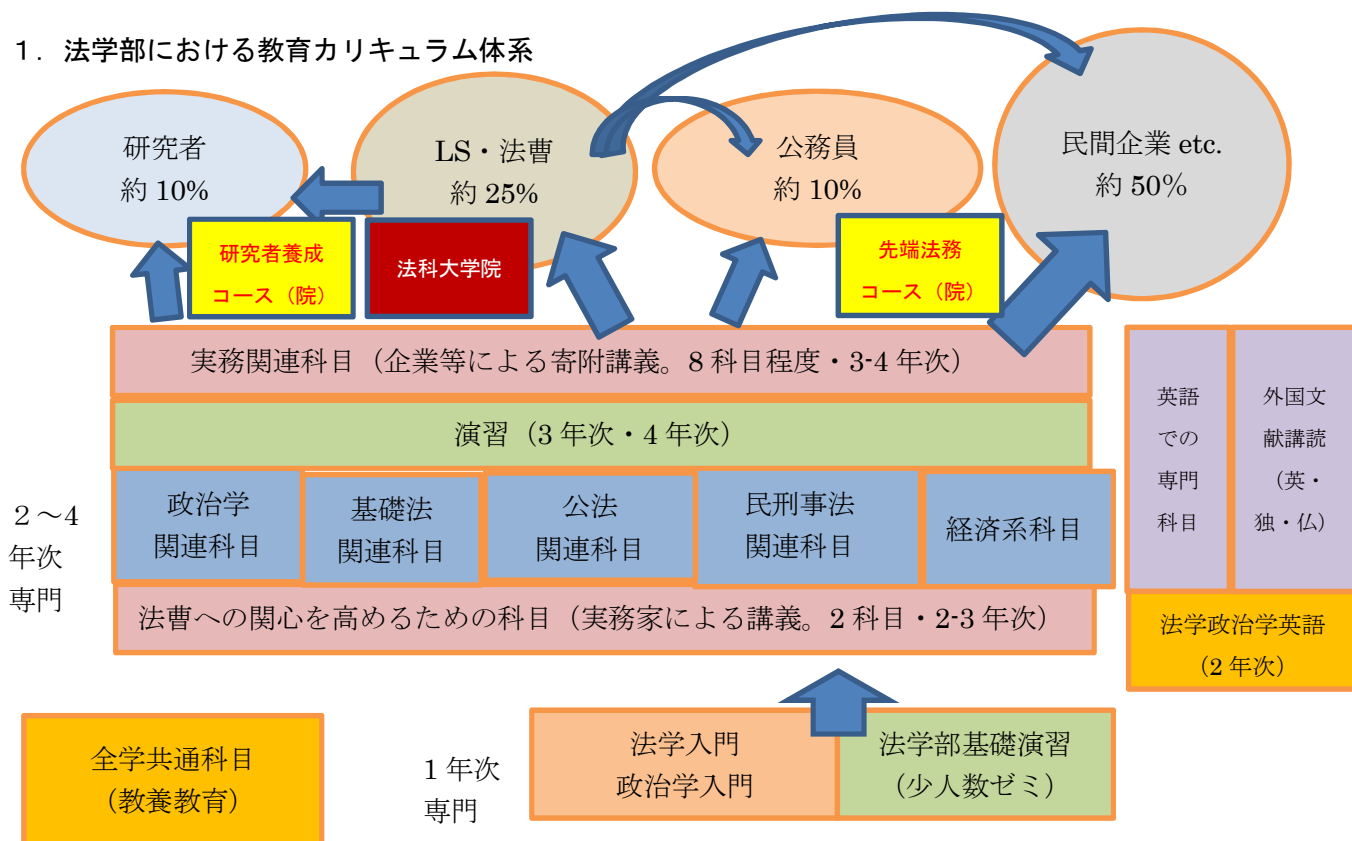 １．法学部における教育カリキュラム体系
研究者
約 10%
LS・法曹
約 25%
公務員
約 10%
民間企業 etc.
約 50%
研究者養成
コース（院）
法科大学院
先端法務
コース（院）
実務関連科目（企業等による寄附講義。8 科目程度・3-4 年次）
演習（3 年次・4 年次）
２～4
年次
専門
政治学
関連科目
基礎法
関連科目
公法
関連科目
民刑事法
関連科目
経済系科目
法曹への関心を高めるための科目（実務家による講義。2 科目・2-3 年次）
英語
での
専門
科目
外国文
献講読
（英・
独・仏）
法学政治学英語
（2 年次）
全学共通科目
（教養教育）
1 年次
専門
法学入門
政治学入門
法学部基礎演習
（少人数ゼミ）